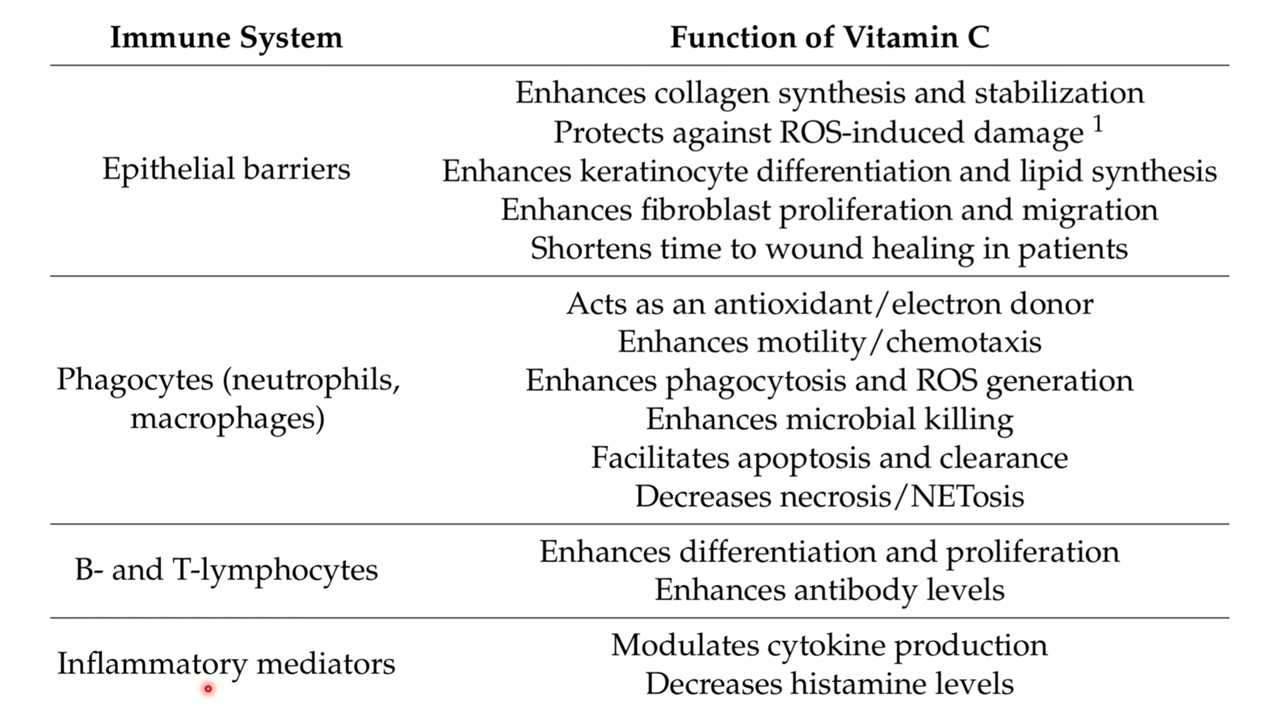 Immune System
Function of Vitamin C
Epithelial barriers
Enhances collagen synthesis and stabilization
Protects against ROS-induced damage 1
Enhances keratinocyte differentiation and lipid synthesis
Enhances fibroblast proliferation and migration
Shortens time to wound healing in patients
Phagocytes (neutrophils,
macrophages)
Acts as an antioxidant/electron donor
Enhances motility/chemotaxis
Enhances phagocytosis and ROS generation
Enhances microbial killing
Facilitates apoptosis and clearance
Decreases necrosis/NETosis
B- and T-lymphocytes
Enhances differentiation and proliferation
Enhances antibody levels
Inflammatory mediators
Modulates cytokine production
Decreases histamine levels